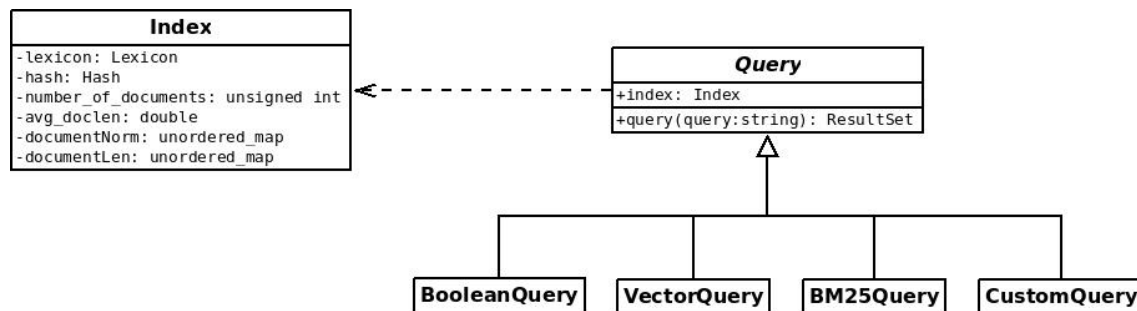 Index
-lexicon: Lexicon
-hash: Hash
-number_of_documents: unsigned int
-avg_doclen: double
-documentNorm: unordered_map
-documentLen: unordered_map
Query
+index: Index
+query(query:string): ResultSet
BooleanQuery
VectorQuery
BM25Query
CustomQuery